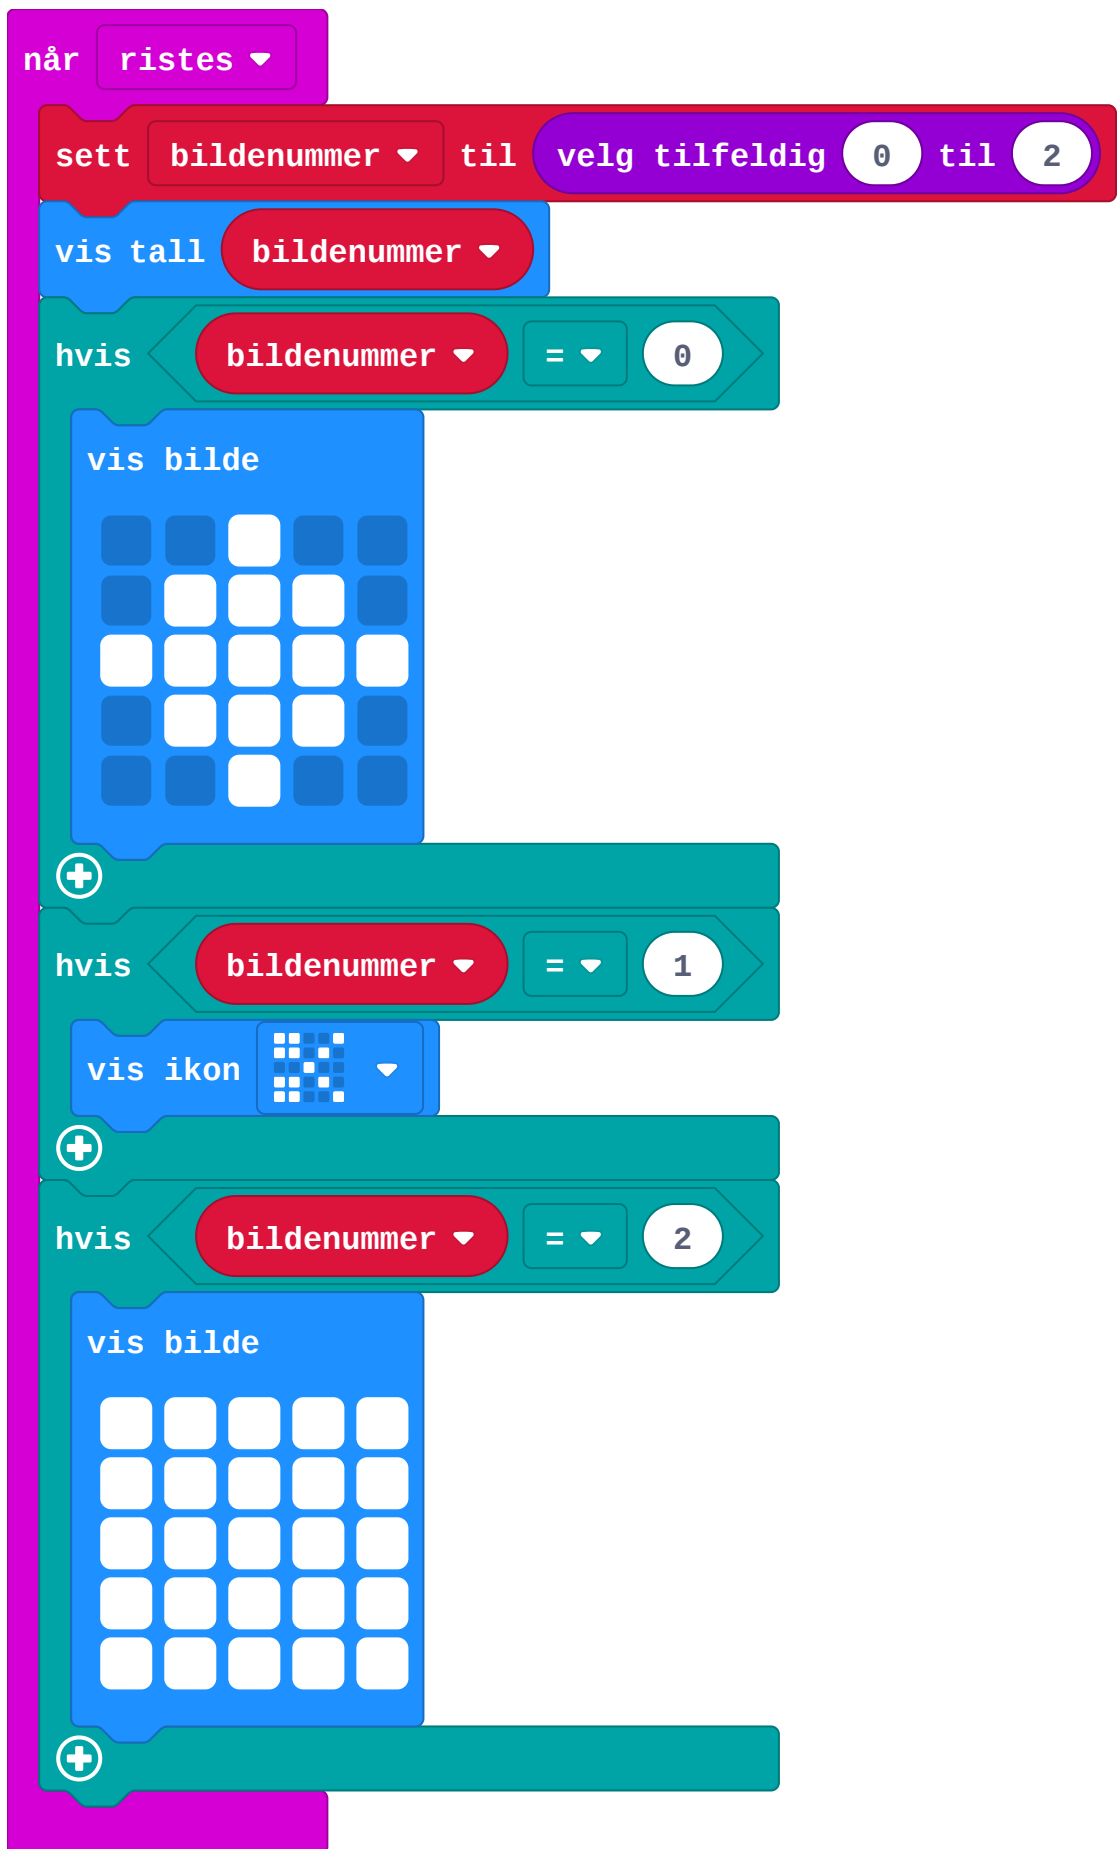 når ristes
sett bildenummer til velg tilfeldig 0 til 2
vis tall bildenummer
hvis bildenummer = 0
vis bilde
hvis bildenummer = 1
vis ikon
hvis bildenummer = 2
vis bilde